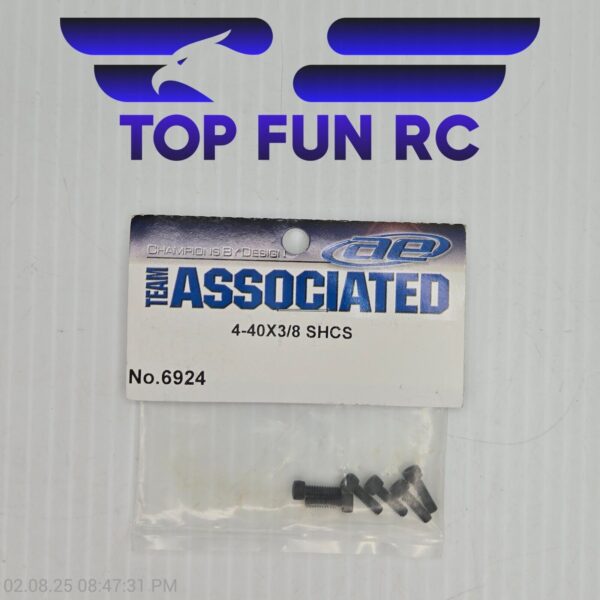 TOP FUN RC
CHAMPIONS BY DESIGN
ae
TEAM
ASSOCIATED
4-40X3/8 SHCS
No.6924
02.08.25 08:47:31 PM